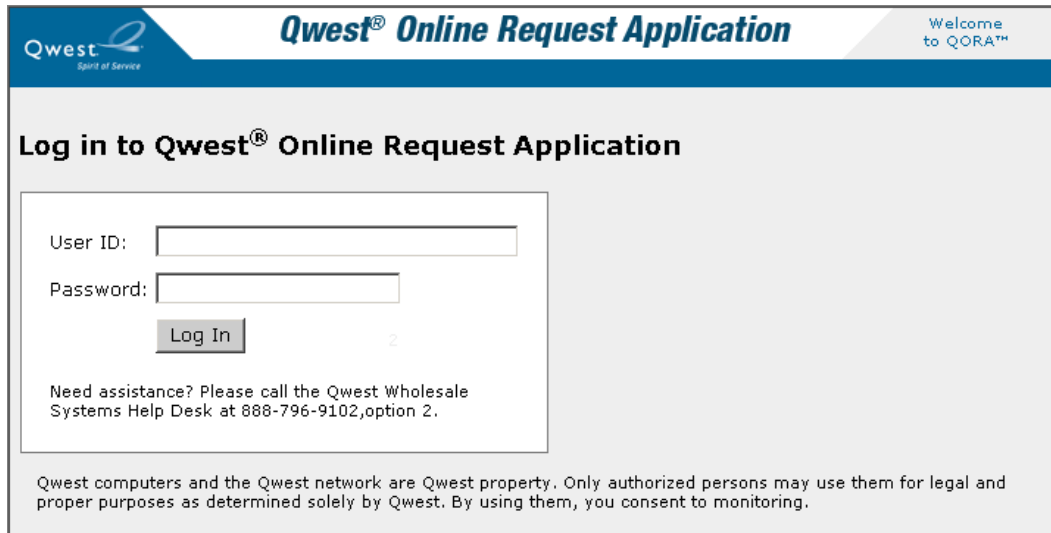 Qwest
Spirit of Service
Qwest® Online Request Application
Welcome
to QORA™
Log in to Qwest® Online Request Application
User ID:
Password:
Log In
2
Need assistance? Please call the Qwest Wholesale
Systems Help Desk at 888-796-9102,option 2.
Qwest computers and the Qwest network are Qwest property. Only authorized persons may use them for legal and
proper purposes as determined solely by Qwest. By using them, you consent to monitoring.